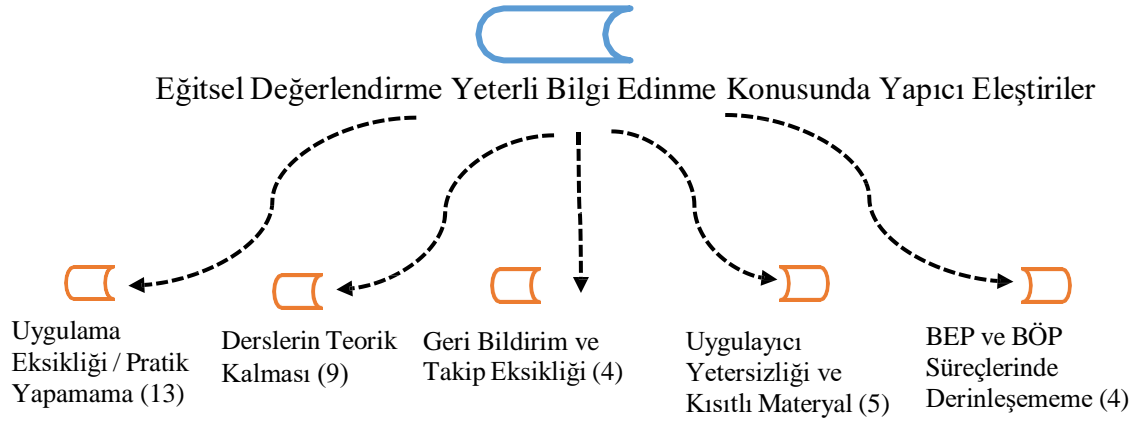 Eğitsel Değerlendirme Yeterli Bilgi Edinme Konusunda Yapıcı Eleştiriler
Uygulama
Eksikliği / Pratik
Yapamama (13)
Derslerin Teorik
Kalması (9)
Geri Bildirim ve
Takip Eksikliği (4)
Uygulayıcı
Yetersizliği ve
Kısıtlı Materyal (5)
BEP ve BÖP
Süreçlerinde
Derinleşememe (4)